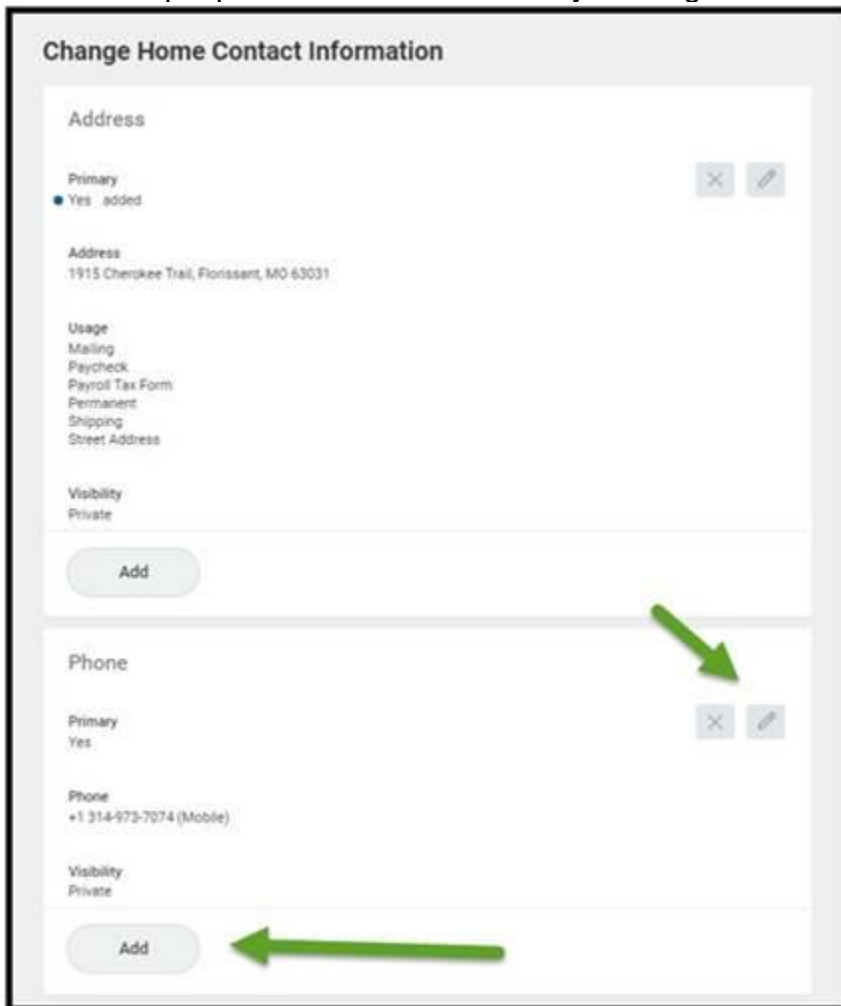 Change Home Contact Information
Address
Primary
Yes added
Address
1915 Cherokee Trail, Florissant, MO 63031
Usage
Mailing
Paycheck
Payroll Tax Form
Permanent
Shipping
Street Address
Visibility
Private
Add
Phone
Primary
Yes
Phone
+1 314-973-7074 (Mobile)
Visibility
Private
Add